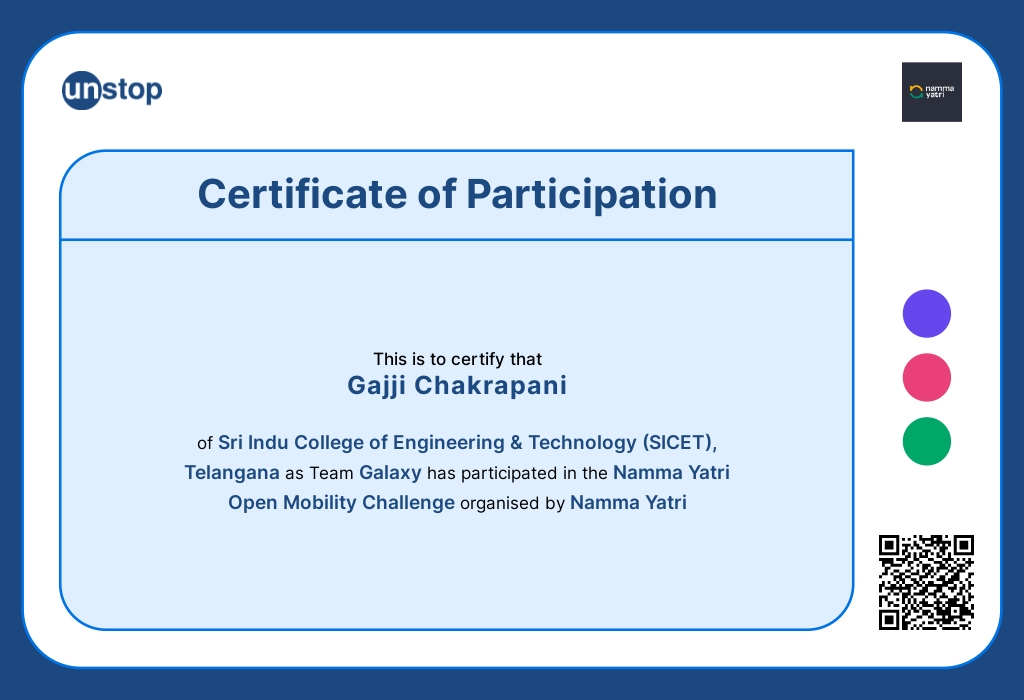 unstop
namma
yatri
Certificate of Participation
This is to certify that
Gajji Chakrapani
of Sri Indu College of Engineering & Technology (SICET),
Telangana as Team Galaxy has participated in the Namma Yatri
Open Mobility Challenge organised by Namma Yatri